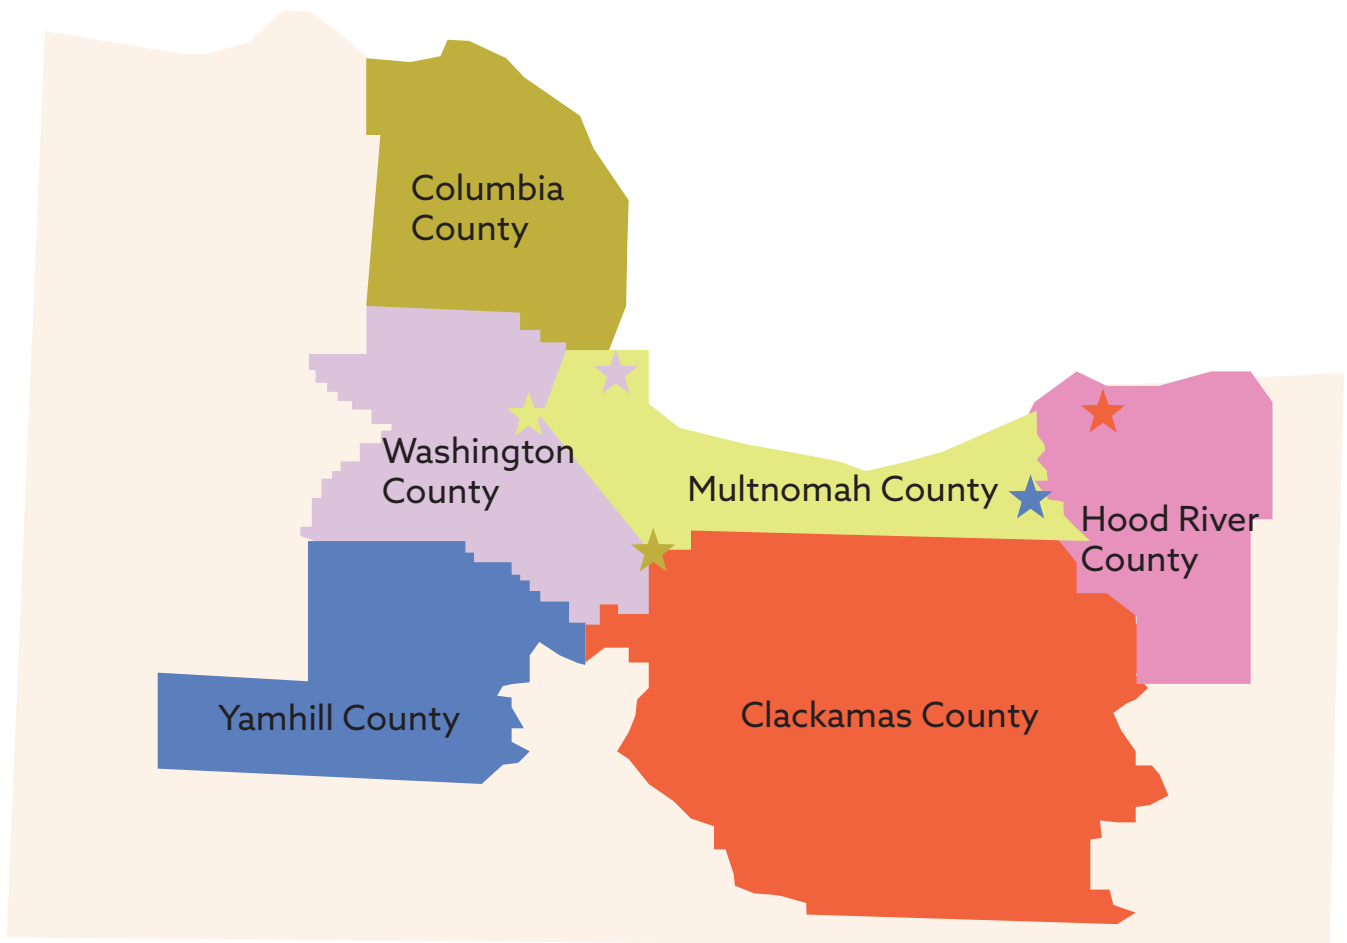 Columbia
County
Washington
County
Multnomah County
Hood River
County
Yamhill County
Clackamas County